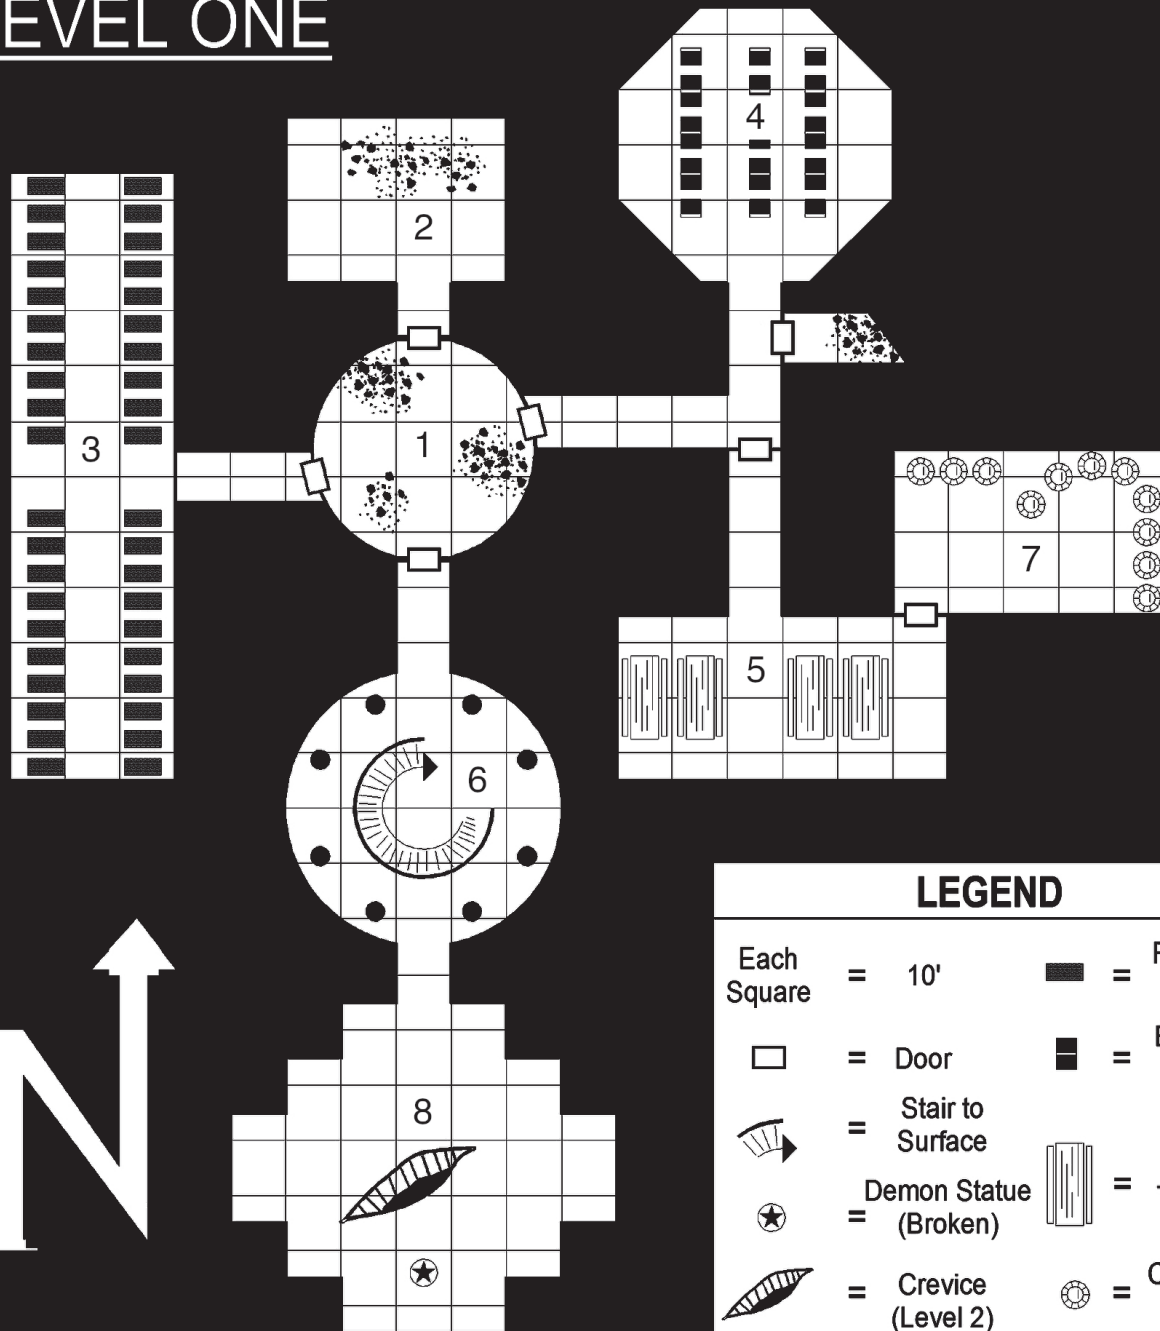 EVEL ONE
4
2
3
1
7
5
6
8
N
LEGEND
Each
Square
=
10'
=
=
Door
=
Stair to
Surface
=
Demon Statue
(Broken)
=
=
Crevice
(Level 2)
=
=